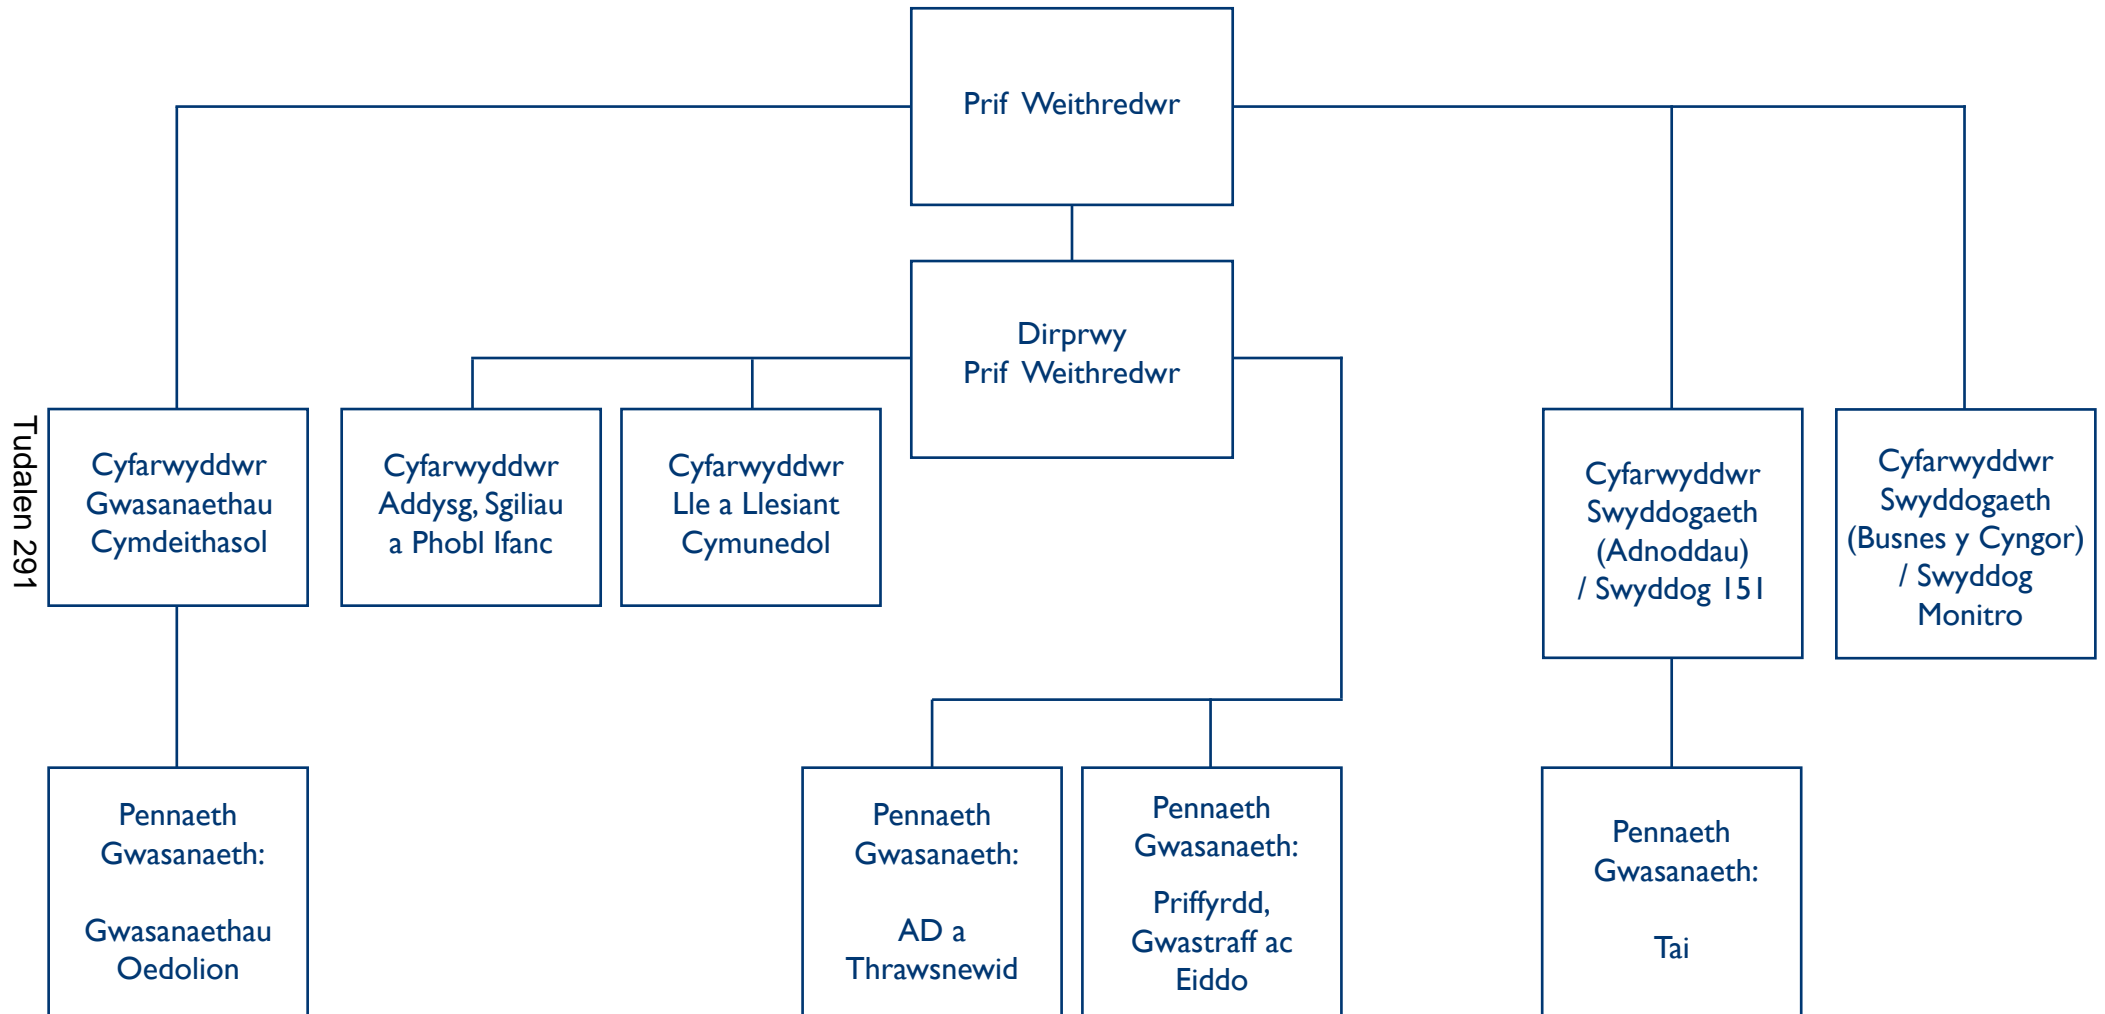 Prif Weithredwr
Dirprwy
Prif Weithredwr
Tudalen 291
Cyfarwyddwr
Gwasanaethau
Cymdeithasol
Cyfarwyddwr
Addysg, Sgiliau
a Phobl Ifanc
Cyfarwyddwr
Lle a Llesiant
Cymunedol
Cyfarwyddwr
Swyddogaeth
(Adnoddau)
/ Swyddog 151
Cyfarwyddwr
Swyddogaeth
(Busnes y Cyngor)
/ Swyddog
Monitro
Pennaeth
Gwasanaeth:
Gwasanaethau
Oedolion
Pennaeth
Gwasanaeth:
AD a
Thrawsnewid
Pennaeth
Gwasanaeth:
Priffyrdd,
Gwastraff ac
Eiddo
Pennaeth
Gwasanaeth:
Tai